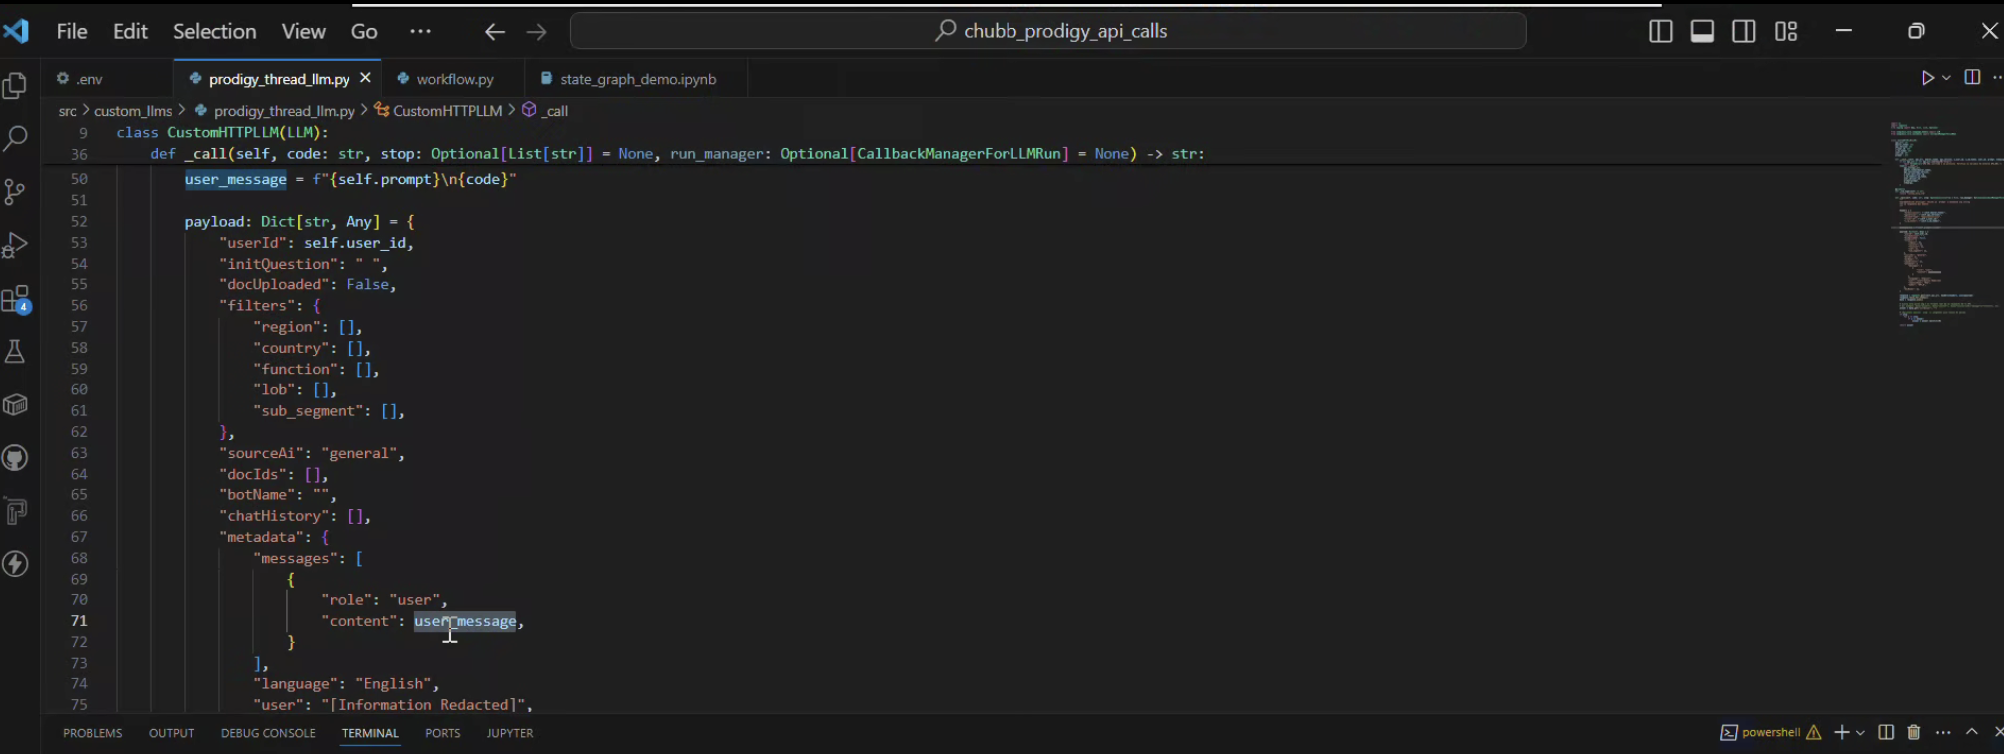 File Edit Selection View Go ··· chubb_prodigy_api_calls
.env prodigy_thread_llm.py workflow.py state_graph_demo.ipynb
src > custom_llms > prodigy_thread_llm.py > CustomHTTPLLM > _call
9 class CustomHTTPLLM(LLM):
36 def _call(self, code: str, stop: Optional[List[str]] = None, run_manager: Optional[CallbackManagerForLLMRun] = None) -> str:
50 user_message = f"{self.prompt}\n{code}"
51
52 payload: Dict[str, Any] = {
53 "userId": self.user_id,
54 "initQuestion": " ",
55 "docUploaded": False,
56 "filters": {
57 "region": [],
58 "country": [],
59 "function": [],
60 "lob": [],
61 "sub_segment": [],
62 },
63 "sourceAi": "general",
64 "docIds": [],
65 "botName": "",
66 "chatHistory": [],
67 "metadata": {
68 "messages": [
69 {
70 "role": "user",
71 "content": user_message,
72 }
73 ],
74 "language": "English",
75 "user": "[Information Redacted]",
4
PROBLEMS OUTPUT DEBUG CONSOLE TERMINAL PORTS JUPYTER powershell